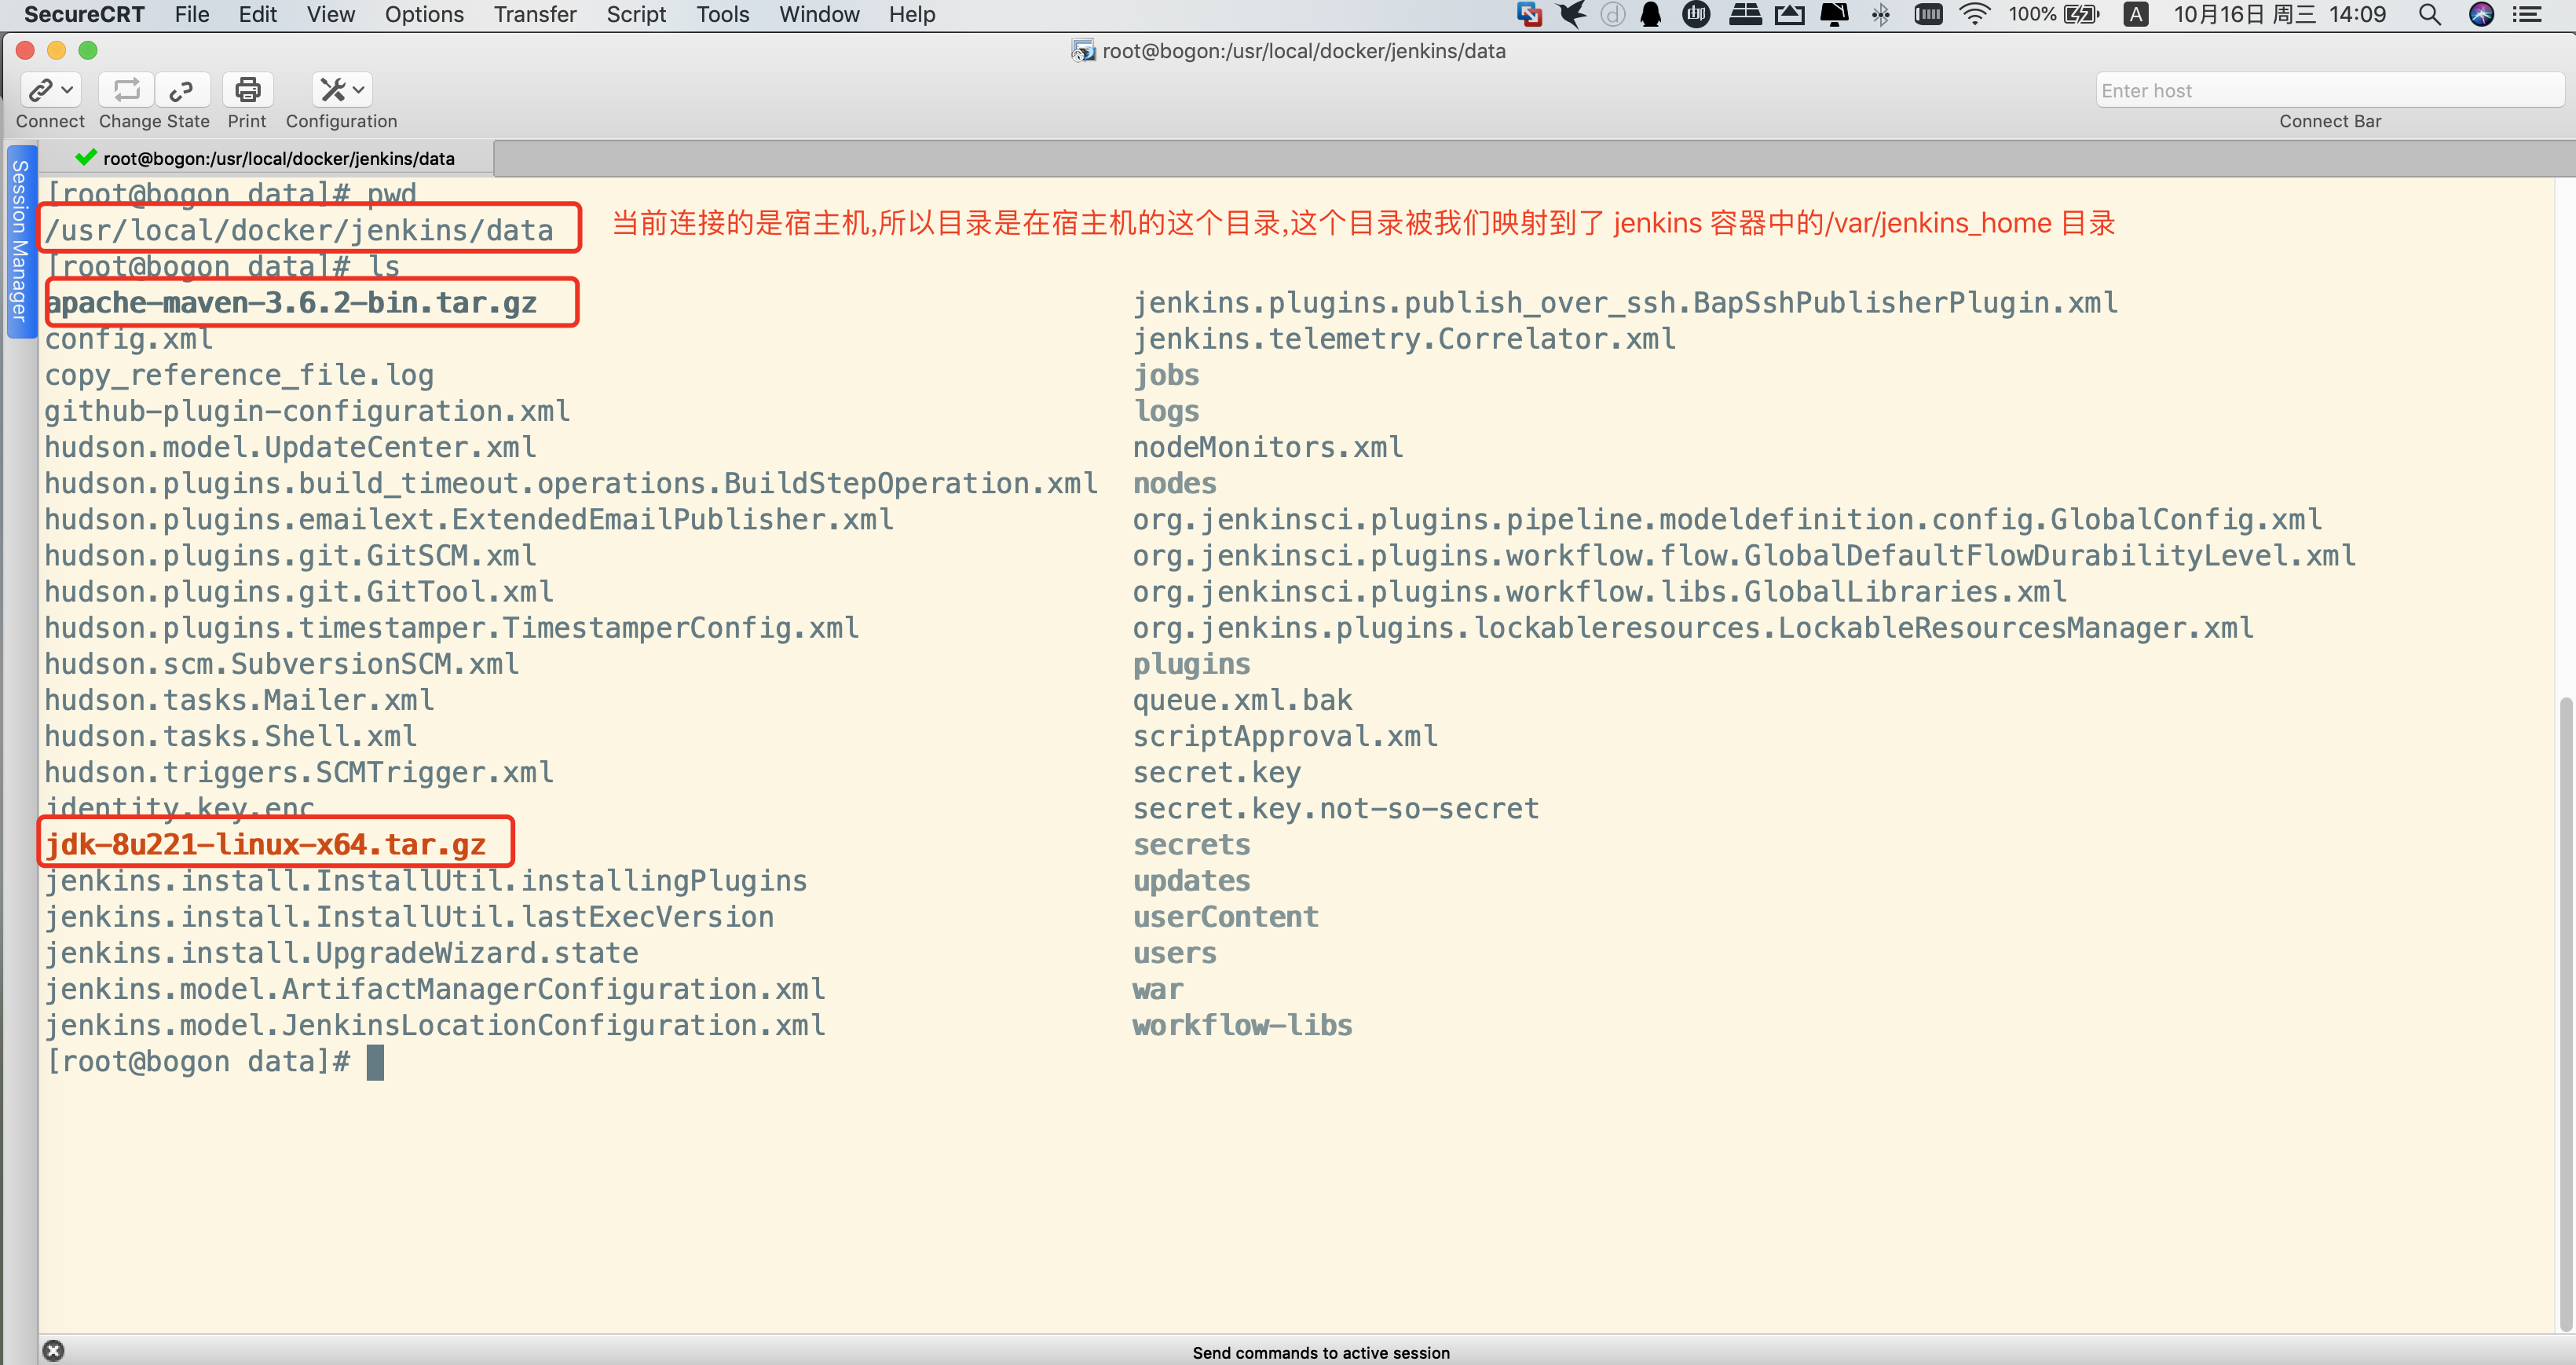 SecureCRT File Edit View Options Transfer Script Tools Window Help 100% A 10月16日 周三 14:09
root@bogon:/usr/local/docker/jenkins/data
Enter host
Connect Change State Print Configuration Connect Bar
root@bogon:/usr/local/docker/jenkins/data
Session Manager
[root@bogon data]# pwd
/usr/local/docker/jenkins/data
当前连接的是宿主机,所以目录是在宿主机的这个目录,这个目录被我们映射到了 jenkins 容器中的/var/jenkins_home 目录
[root@bogon data]# ls
apache-maven-3.6.2-bin.tar.gz jenkins.plugins.publish_over_ssh.BapSshPublisherPlugin.xml
config.xml jenkins.telemetry.Correlator.xml
copy_reference_file.log jobs
github-plugin-configuration.xml logs
hudson.model.UpdateCenter.xml nodeMonitors.xml
hudson.plugins.build_timeout.operations.BuildStepOperation.xml nodes
hudson.plugins.emailext.ExtendedEmailPublisher.xml org.jenkinsci.plugins.pipeline.modeldefinition.config.GlobalConfig.xml
hudson.plugins.git.GitSCM.xml org.jenkinsci.plugins.workflow.flow.GlobalDefaultFlowDurabilityLevel.xml
hudson.plugins.git.GitTool.xml org.jenkinsci.plugins.workflow.libs.GlobalLibraries.xml
hudson.plugins.timestamper.TimestamperConfig.xml org.jenkins.plugins.lockableresources.LockableResourcesManager.xml
hudson.scm.SubversionSCM.xml plugins
hudson.tasks.Mailer.xml queue.xml.bak
hudson.tasks.Shell.xml scriptApproval.xml
hudson.triggers.SCMTrigger.xml secret.key
identity.key.enc secret.key.not-so-secret
jdk-8u221-linux-x64.tar.gz secrets
jenkins.install.InstallUtil.installingPlugins updates
jenkins.install.InstallUtil.lastExecVersion userContent
jenkins.install.UpgradeWizard.state users
jenkins.model.ArtifactManagerConfiguration.xml war
jenkins.model.JenkinsLocationConfiguration.xml workflow-libs
[root@bogon data]#
Send commands to active session